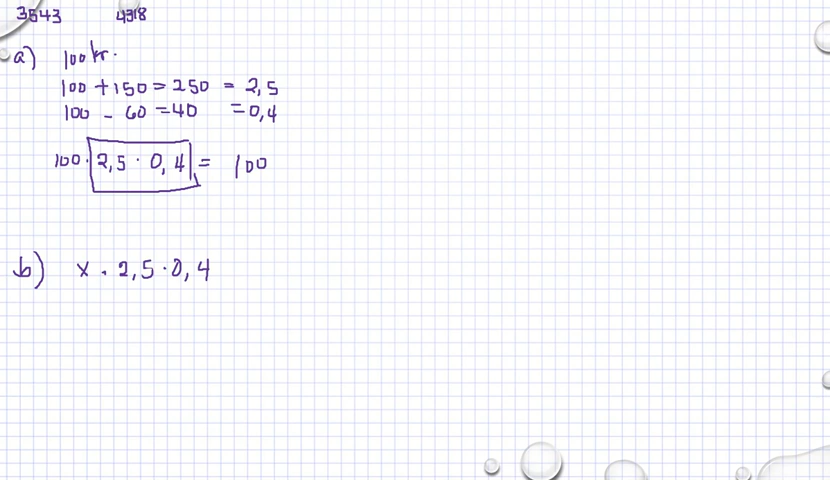 3543 4318
a) 100 kr.
100 + 150 = 250 = 2,5
100 - 60 = 40 = 0,4
100 · 2,5 · 0,4 = 100
b) x · 2,5 · 0,4